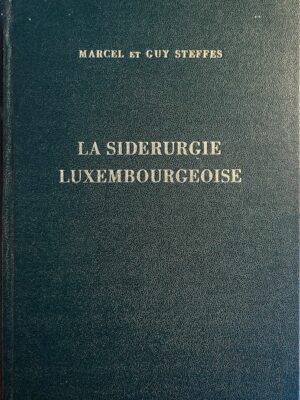 MARCEL ET GUY STEFFES
LA SIDERURGIE
LUXEMBOURGEOISE